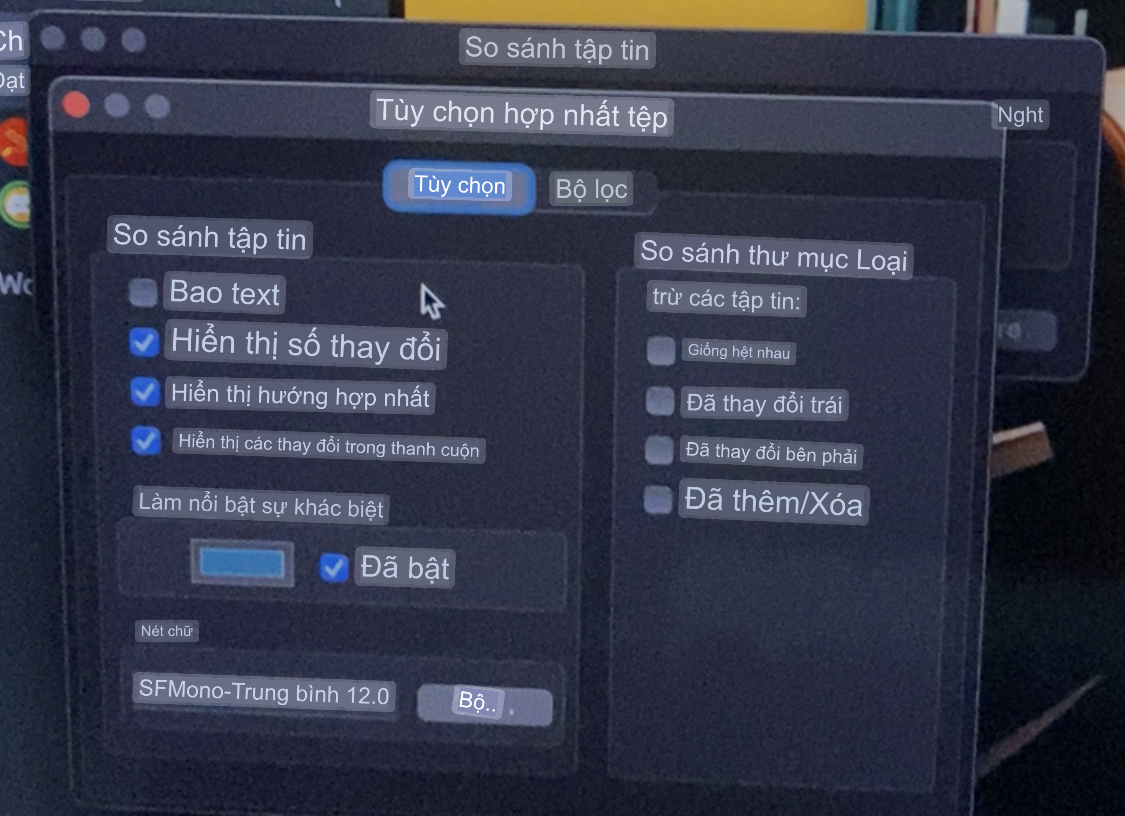 Ch
So sánh tập tin
Đạt
Tùy chọn hợp nhất tệp
Nght
Tùy chọn
Bộ lọc
So sánh tập tin
Bao text
Hiển thị số thay đổi
Hiển thị hướng hợp nhất
Hiển thị các thay đổi trong thanh cuộn
Làm nổi bật sự khác biệt
Đã bật
Nét chữ
SFMono-Trung bình 12.0
Bộ..
So sánh thư mục Loại
trừ các tập tin:
Giống hệt nhau
Đã thay đổi trái
Đã thay đổi bên phải
Đã thêm/Xóa